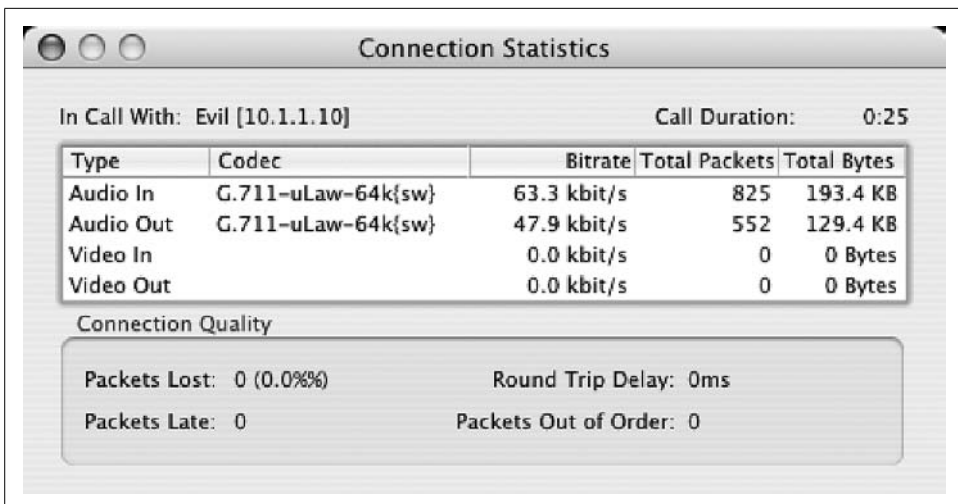 Connection Statistics
In Call With: Evil [10.1.1.10] Call Duration: 0:25
Type Codec Bitrate Total Packets Total Bytes
Audio In G.711-uLaw-64k{sw} 63.3 kbit/s 825 193.4 KB
Audio Out G.711-uLaw-64k{sw} 47.9 kbit/s 552 129.4 KB
Video In 0.0 kbit/s 0 0 Bytes
Video Out 0.0 kbit/s 0 0 Bytes
Connection Quality
Packets Lost: 0 (0.0%%) Round Trip Delay: 0ms
Packets Late: 0 Packets Out of Order: 0